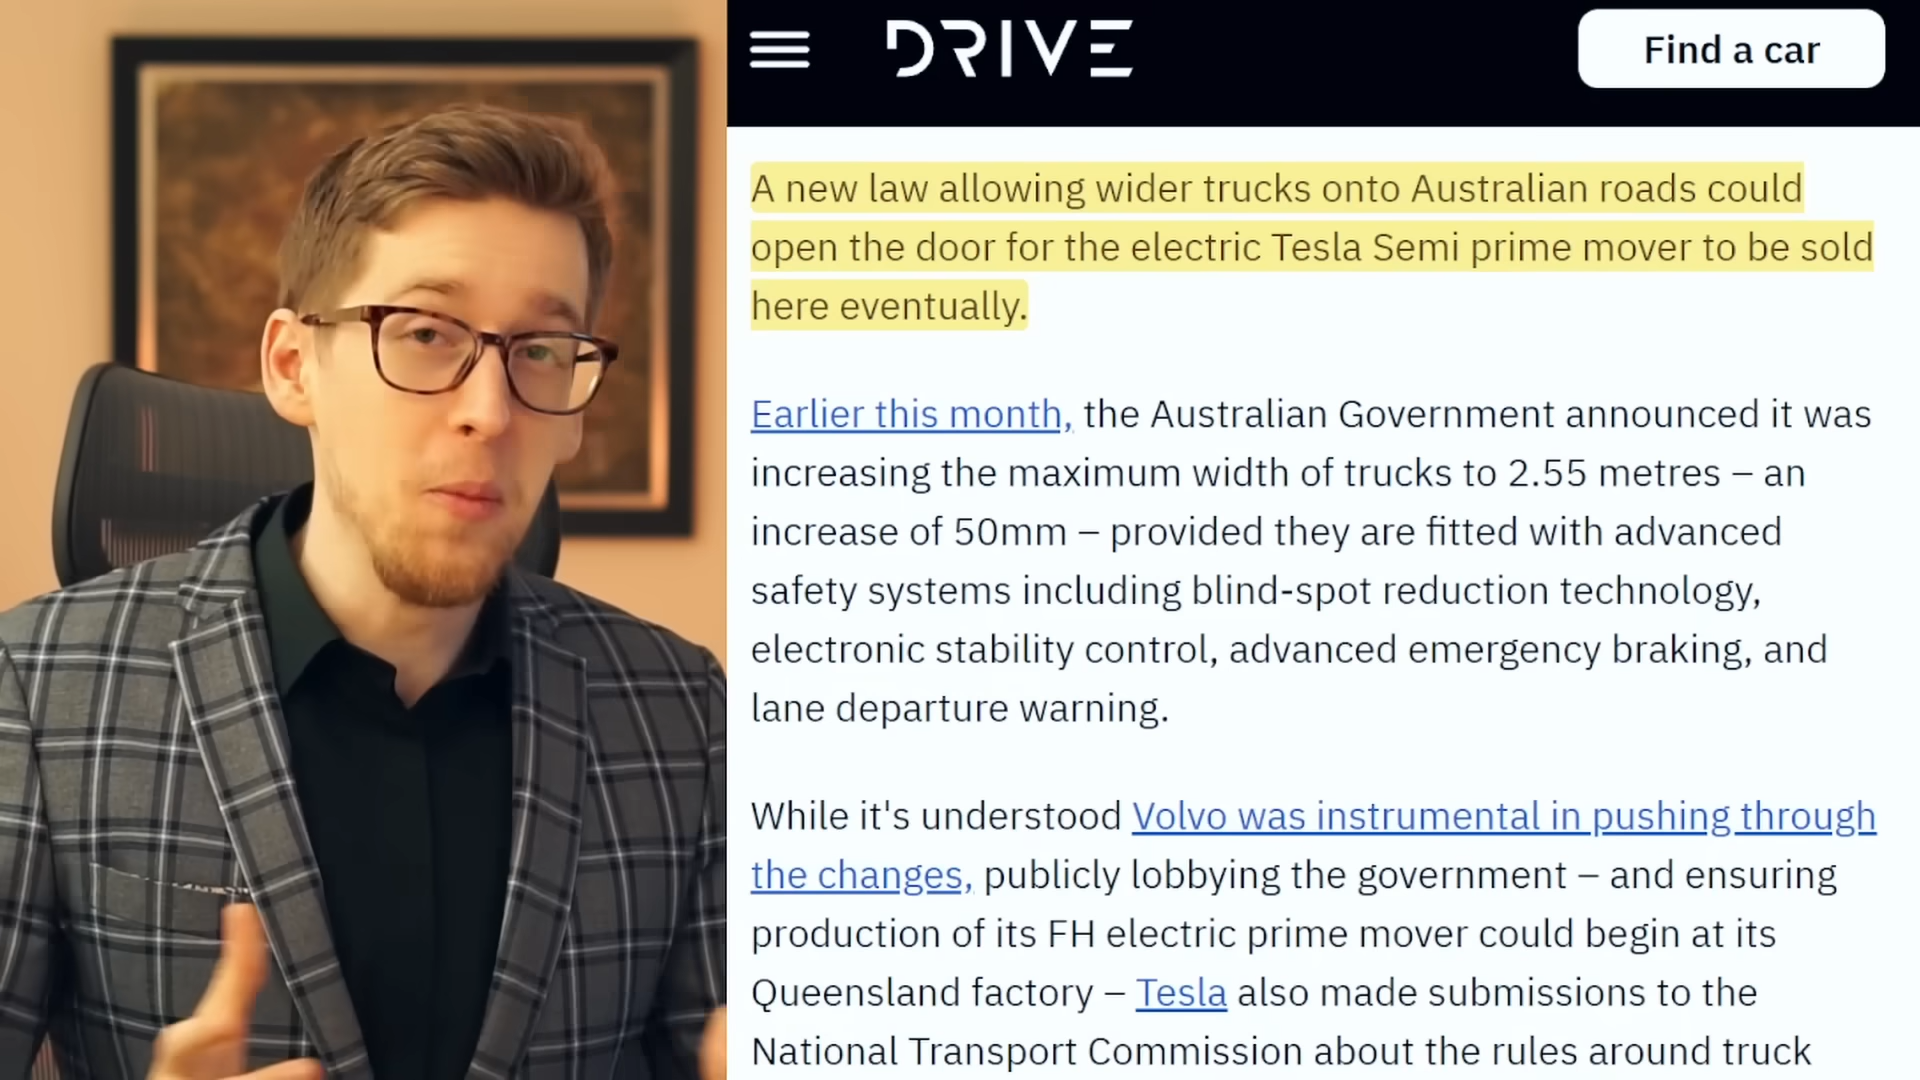 DRIVE
Find a car
A new law allowing wider trucks onto Australian roads could
open the door for the electric Tesla Semi prime mover to be sold
here eventually.
Earlier this month, the Australian Government announced it was
increasing the maximum width of trucks to 2.55 metres – an
increase of 50mm – provided they are fitted with advanced
safety systems including blind-spot reduction technology,
electronic stability control, advanced emergency braking, and
lane departure warning.
While it's understood Volvo was instrumental in pushing through
the changes, publicly lobbying the government – and ensuring
production of its FH electric prime mover could begin at its
Queensland factory – Tesla also made submissions to the
National Transport Commission about the rules around truck